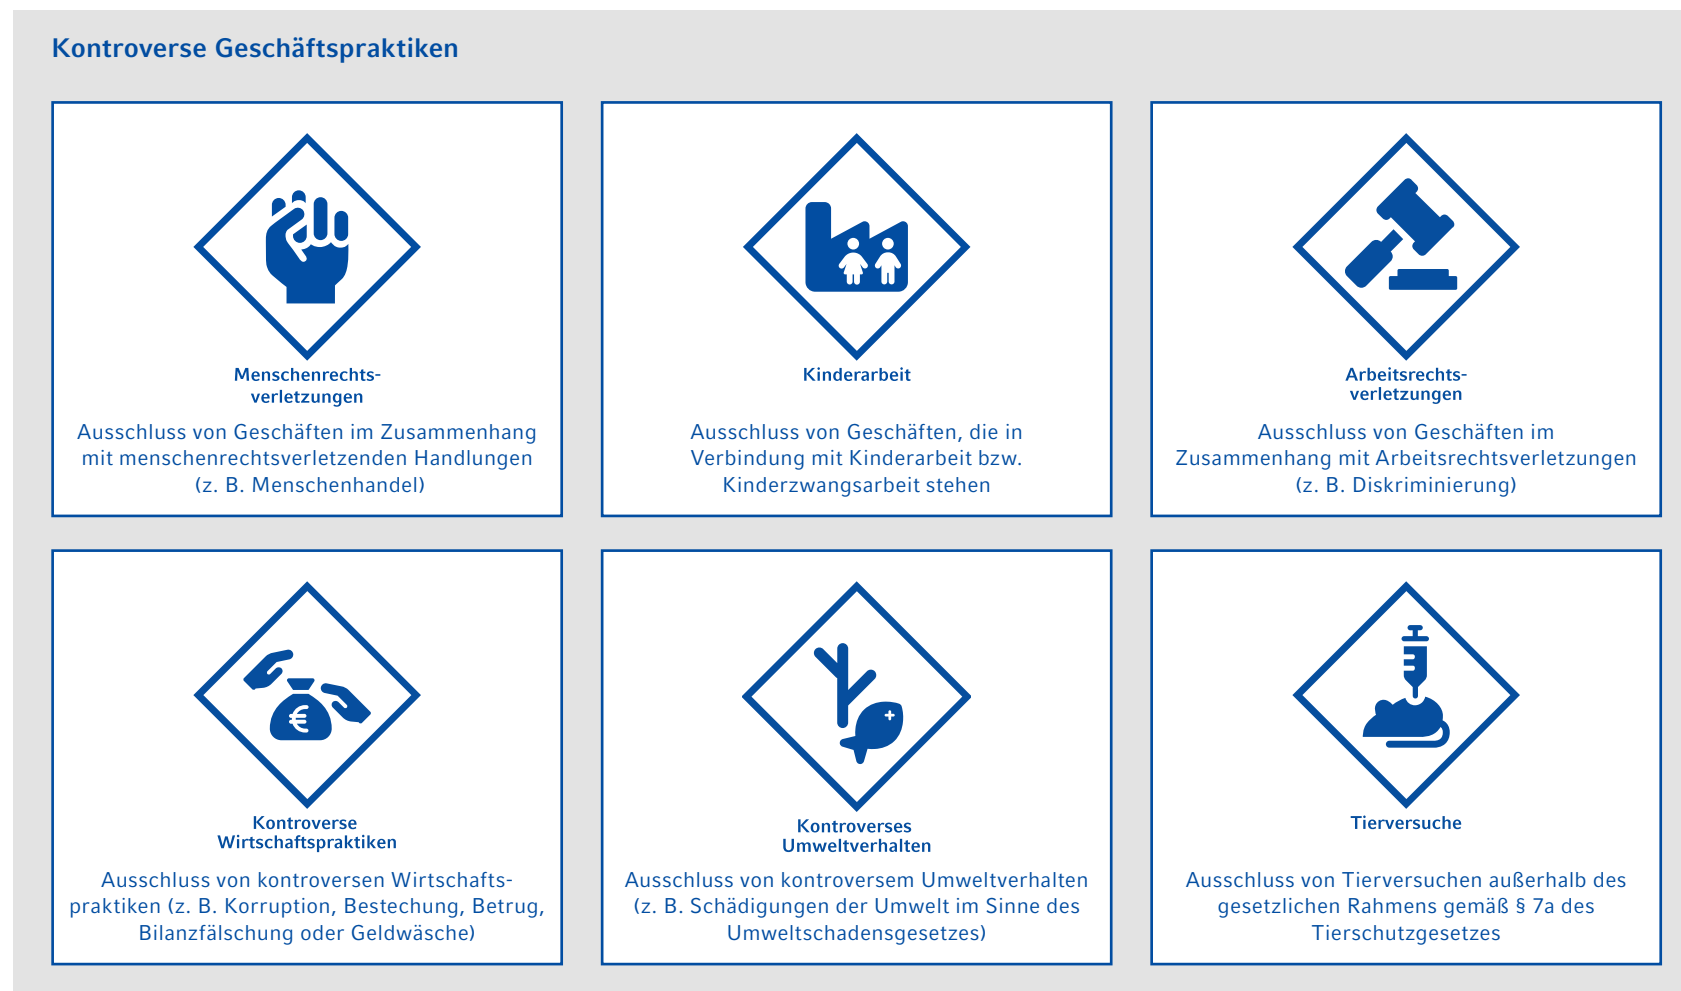 Kontroverse Geschäftspraktiken
Menschenrechts-
verletzungen
Ausschluss von Geschäften im Zusammenhang
mit menschenrechtsverletzenden Handlungen
(z. B. Menschenhandel)
Kinderarbeit
Ausschluss von Geschäften, die in
Verbindung mit Kinderarbeit bzw.
Kinderzwangsarbeit stehen
Arbeitsrechts-
verletzungen
Ausschluss von Geschäften im
Zusammenhang mit Arbeitsrechtsverletzungen
(z. B. Diskriminierung)
€
Kontroverse
Wirtschaftspraktiken
Ausschluss von kontroversen Wirtschafts-
praktiken (z. B. Korruption, Bestechung, Betrug,
Bilanzfälschung oder Geldwäsche)
Kontroverses
Umweltverhalten
Ausschluss von kontroversem Umweltverhalten
(z. B. Schädigungen der Umwelt im Sinne des
Umweltschadensgesetzes)
Tierversuche
Ausschluss von Tierversuchen außerhalb des
gesetzlichen Rahmens gemäß § 7a des
Tierschutzgesetzes